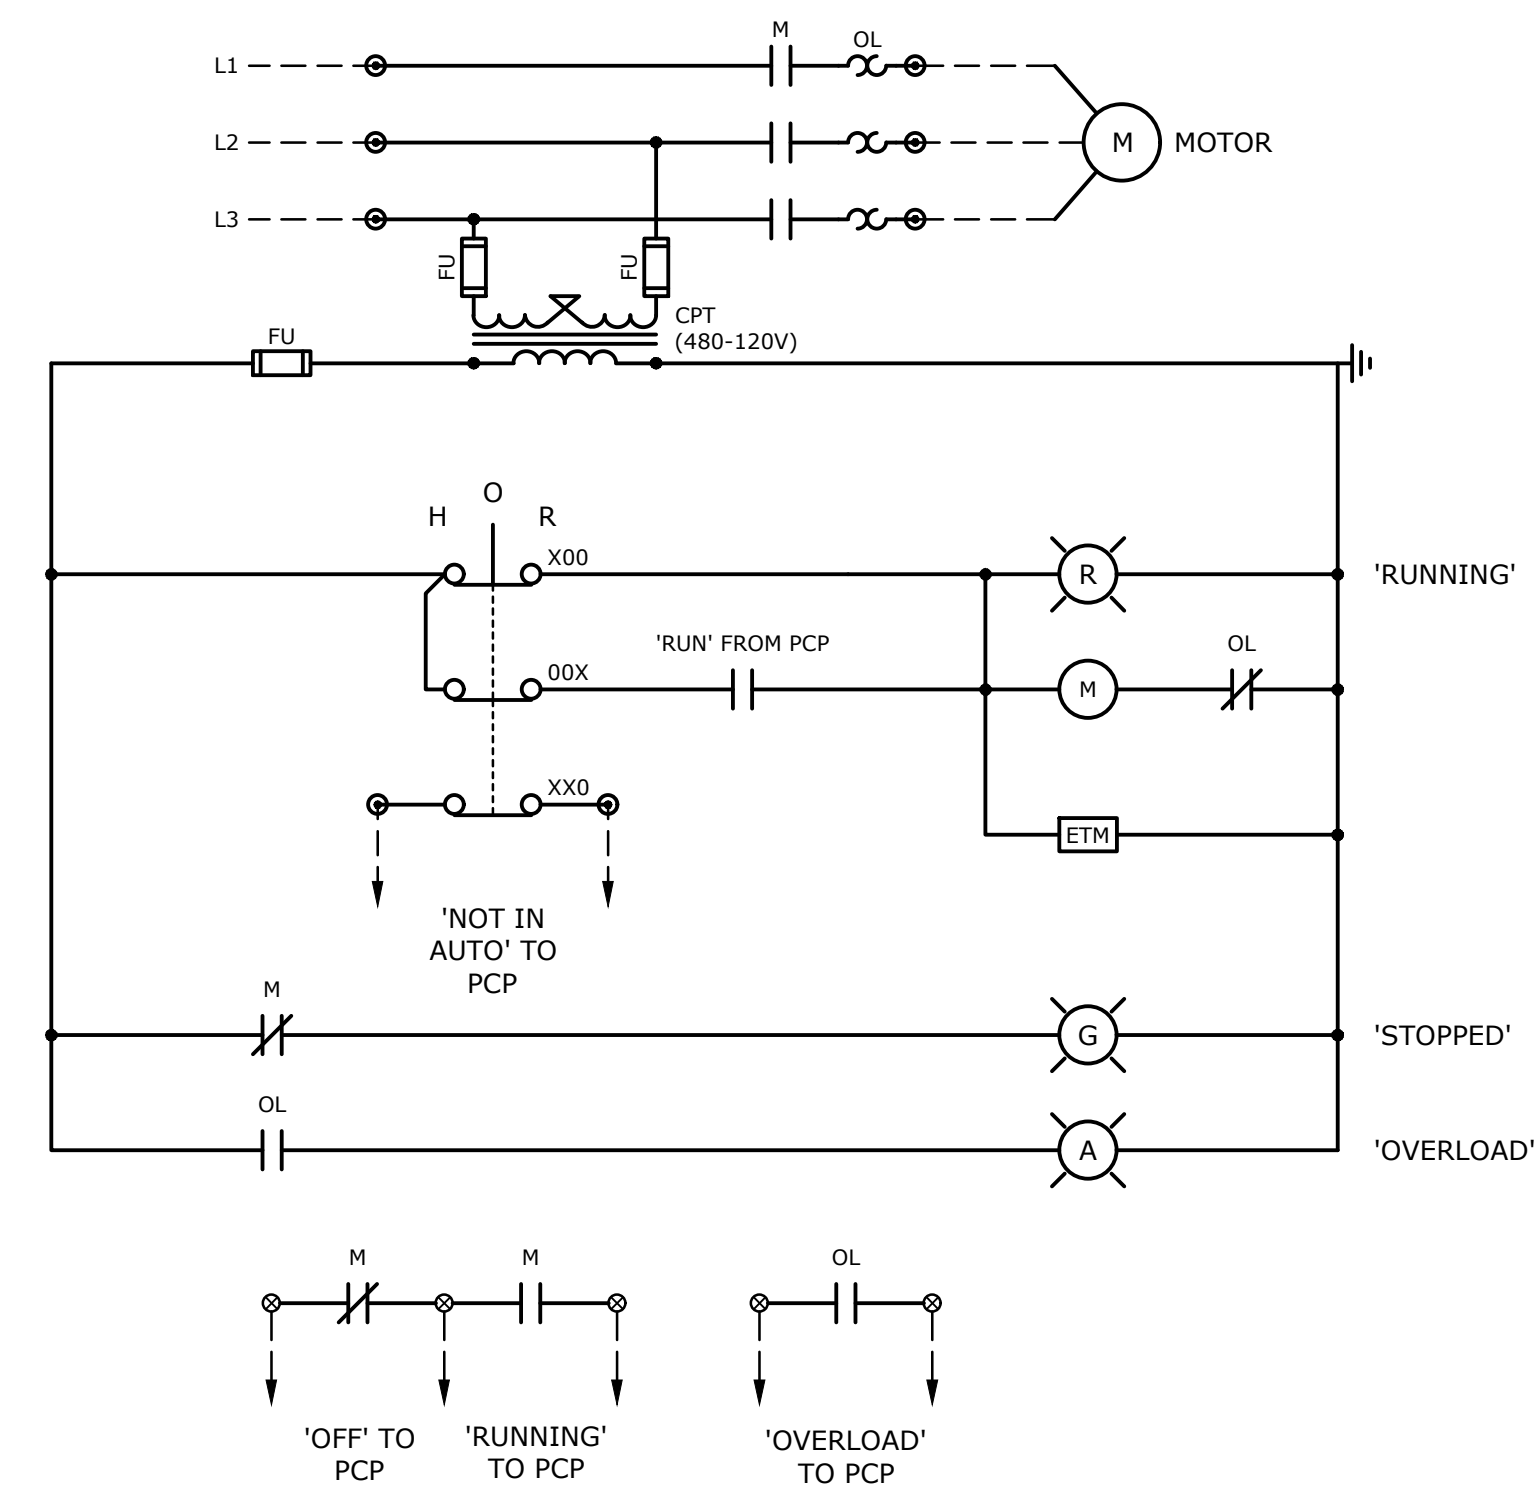 M
OL
L1
L2
M
MOTOR
L3
FU
FU
CPT
(480-120V)
FU
O
H
R
X00
R
'RUNNING'
'RUN' FROM PCP
OL
00X
M
XX0
ETM
'NOT IN
AUTO' TO
PCP
M
G
'STOPPED'
OL
A
'OVERLOAD'
M
M
OL
'OFF' TO
PCP
'RUNNING'
TO PCP
'OVERLOAD'
TO PCP